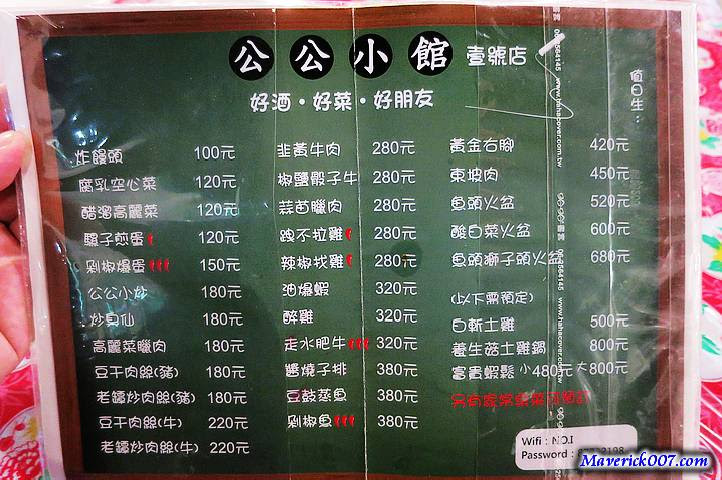 公公小館 壹號店
好酒・好菜・好朋友
值日生：
炸饅頭 100元
腐乳空心菜 120元
醋溜高麗菜 120元
騾子煎蛋 120元
剁椒爆蛋 150元
公公小炒 180元
炒具仙 180元
高麗菜臘肉 180元
豆干肉絲(豬) 180元
老罈炒肉絲(豬) 180元
豆干肉絲(牛) 220元
老罈炒肉絲(牛) 220元
韭黃牛肉 280元
椒鹽骰子牛 280元
蒜苗臘肉 280元
跩不拉雞 280元
辣椒找雞 280元
油爆蝦 320元
醉雞 320元
走水肥牛 320元
醬燒子排 380元
豆鼓蒸魚 380元
剁椒魚 380元
黃金右腳 420元
東坡肉 450元
魚頭火鍋 520元
酸白菜火鍋 600元
魚頭獅子頭火鍋 680元
(以下需預定)
白斬土雞 500元
養生菇土雞鍋 800元
富貴蝦鬆 小480元 大800元
Wifi : NO.I
Password :
Maverick007.com